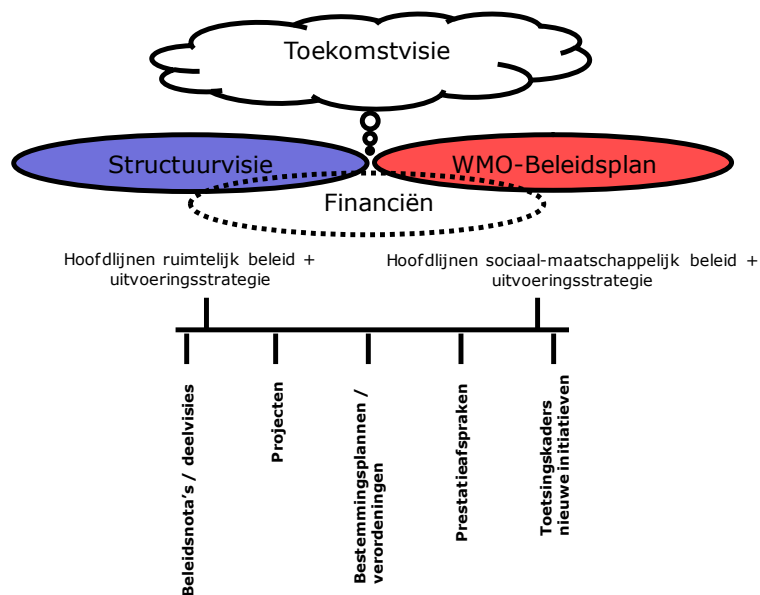 Toekomstvisie
Structuurvisie
WMO-Beleidsplan
Financiën
Hoofdlijnen ruimtelijk beleid +
uitvoeringsstrategie
Hoofdlijnen sociaal-maatschappelijk beleid +
uitvoeringsstrategie
Beleidsnota's / deelvisies
Projecten
Bestemmingsplannen /
verordeningen
Prestatieafspraken
Toetsingskaders
nieuwe initiatieven